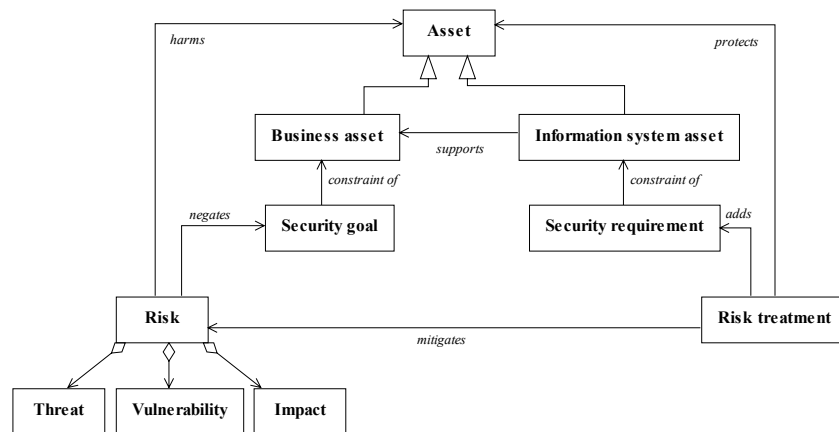 Asset
harms
protects
Business asset
Information system asset
supports
constraint of
constraint of
negates
Security goal
Security requirement
adds
Risk
Risk treatment
mitigates
Threat
Vulnerability
Impact